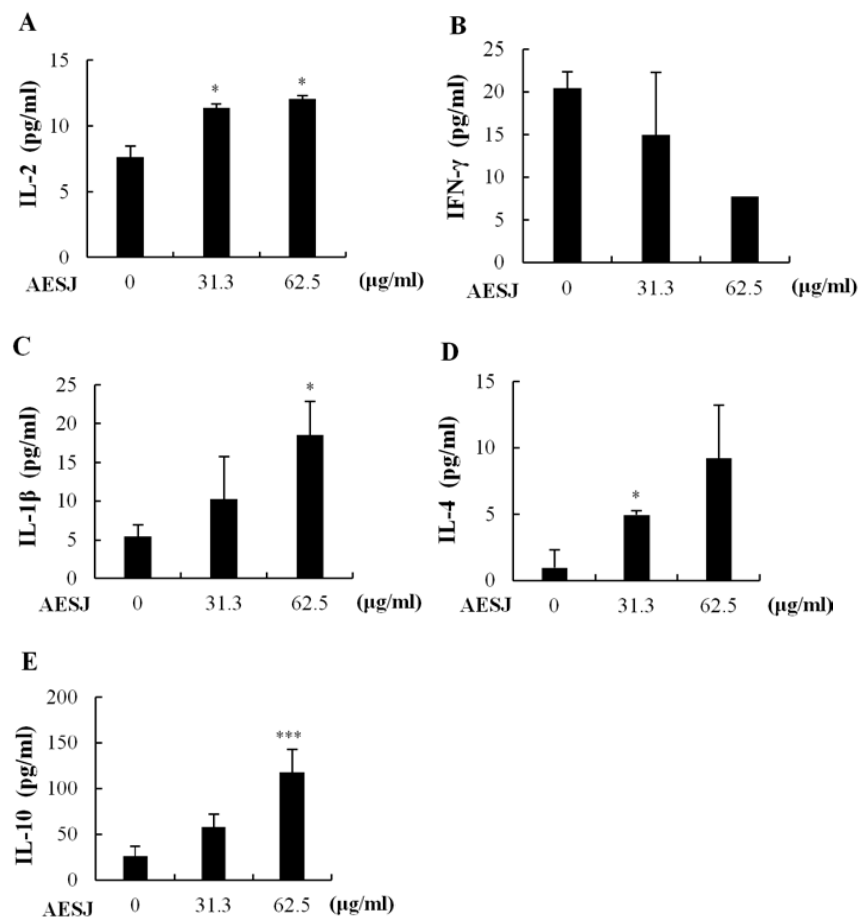 A
IL-2 (pg/ml)
15
10
5
0
*
*
AESJ 0 31.3 62.5 (μg/ml)
B
IFN-γ (pg/ml)
25
20
15
10
5
0
AESJ 0 31.3 62.5 (μg/ml)
C
IL-1β (pg/ml)
25
20
15
10
5
0
*
AESJ 0 31.3 62.5 (μg/ml)
D
IL-4 (pg/ml)
15
10
5
0
*
AESJ 0 31.3 62.5 (μg/ml)
E
IL-10 (pg/ml)
200
150
100
50
0
***
AESJ 0 31.3 62.5 (μg/ml)